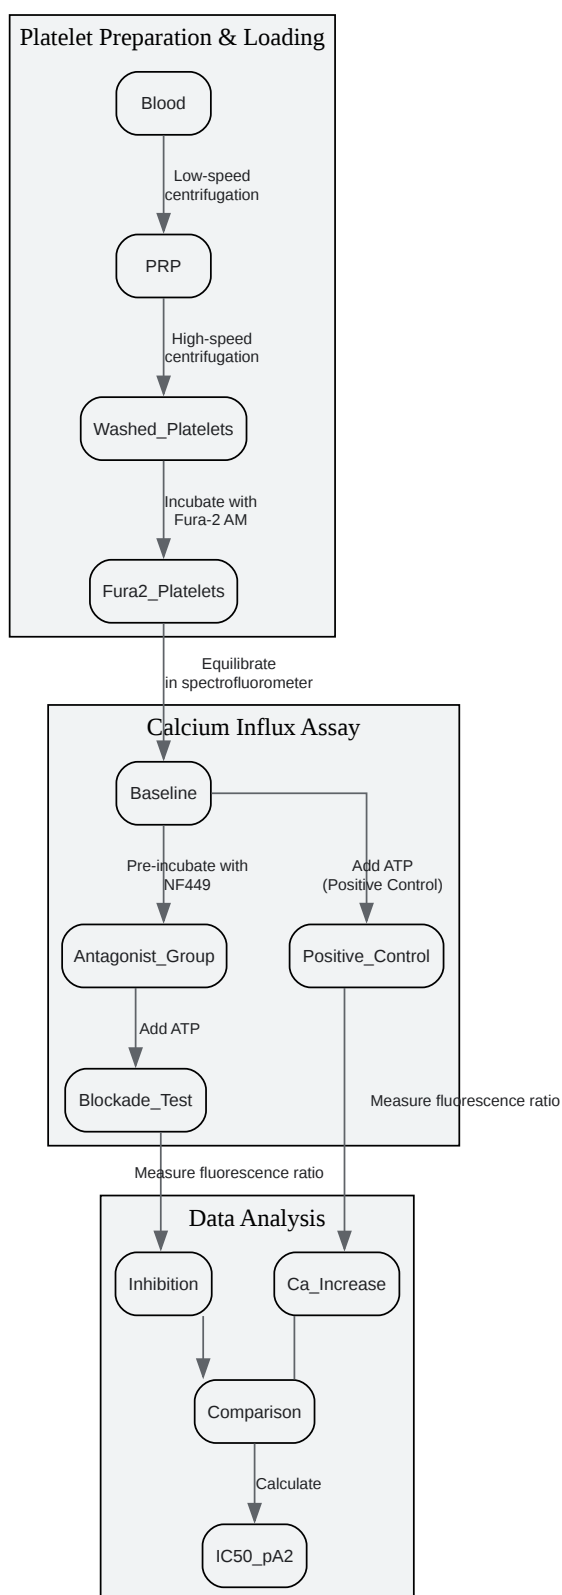 Platelet Preparation & Loading
Blood
Low-speed
centrifugation
PRP
High-speed
centrifugation
Washed_Platelets
Incubate with
Fura-2 AM
Fura2_Platelets
Equilibrate
in spectrofluorometer
Calcium Influx Assay
Baseline
Pre-incubate with
NF449
Add ATP
(Positive Control)
Antagonist_Group
Positive_Control
Add ATP
Blockade_Test
Measure fluorescence ratio
Measure fluorescence ratio
Data Analysis
Inhibition
Ca_Increase
Comparison
Calculate
IC50_pA2